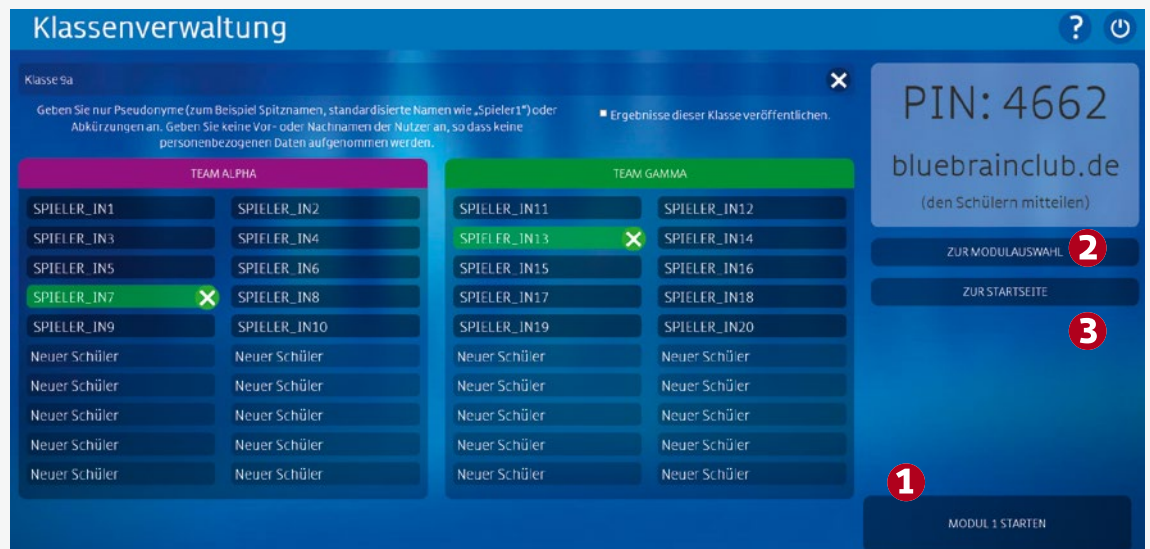 Klassenverwaltung
?
Klasse 9a
Geben Sie nur Pseudonyme (zum Beispiel Spitznamen, standardisierte Namen wie „Spieler1“) oder
Abkürzungen an. Geben Sie keine Vor- oder Nachnamen der Nutzer an, so dass keine
personenbezogenen Daten aufgenommen werden.
Ergebnisse dieser Klasse veröffentlichen.
TEAM ALPHA
SPIELER_IN1 SPIELER_IN2
SPIELER_IN3 SPIELER_IN4
SPIELER_IN5 SPIELER_IN6
SPIELER_IN7 SPIELER_IN8
SPIELER_IN9 SPIELER_IN10
Neuer Schüler Neuer Schüler
Neuer Schüler Neuer Schüler
Neuer Schüler Neuer Schüler
Neuer Schüler Neuer Schüler
Neuer Schüler Neuer Schüler
TEAM GAMMA
SPIELER_IN11 SPIELER_IN12
SPIELER_IN13 SPIELER_IN14
SPIELER_IN15 SPIELER_IN16
SPIELER_IN17 SPIELER_IN18
SPIELER_IN19 SPIELER_IN20
Neuer Schüler Neuer Schüler
Neuer Schüler Neuer Schüler
Neuer Schüler Neuer Schüler
Neuer Schüler Neuer Schüler
Neuer Schüler Neuer Schüler
PIN: 4662
bluebrainclub.de
(den Schülern mitteilen)
ZUR MODULAUSWAHL 2
ZUR STARTSEITE
3
1
MODUL 1 STARTEN